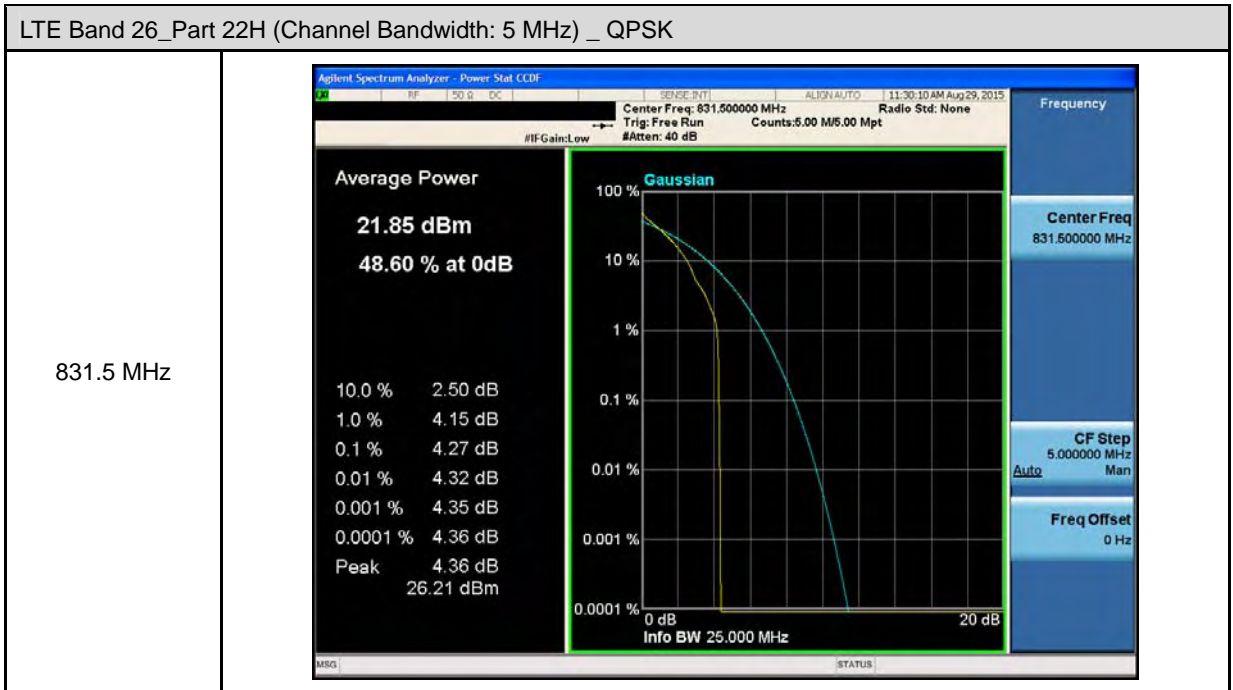 LTE Band 26_Part 22H (Channel Bandwidth: 5 MHz) _ QPSK
831.5 MHz
Agilent Spectrum Analyzer - Power Stat CCDF
RF 50 Ω DC SENSE:INT ALIGN AUTO 11:30:10 AM Aug 29, 2015
Center Freq: 831.500000 MHz Radio Std: None
Trig: Free Run Counts:5.00 M/5.00 Mpt
#IFGain:Low #Atten: 40 dB
Average Power
21.85 dBm
48.60 % at 0dB
10.0 % 2.50 dB
1.0 % 4.15 dB
0.1 % 4.27 dB
0.01 % 4.32 dB
0.001 % 4.35 dB
0.0001 % 4.36 dB
Peak 4.36 dB
26.21 dBm
Gaussian
100 %
10 %
1 %
0.1 %
0.01 %
0.001 %
0.0001 %
0 dB 20 dB
Info BW 25.000 MHz
Frequency
Center Freq
831.500000 MHz
CF Step
5.000000 MHz
Auto Man
Freq Offset
0 Hz
MSG STATUS